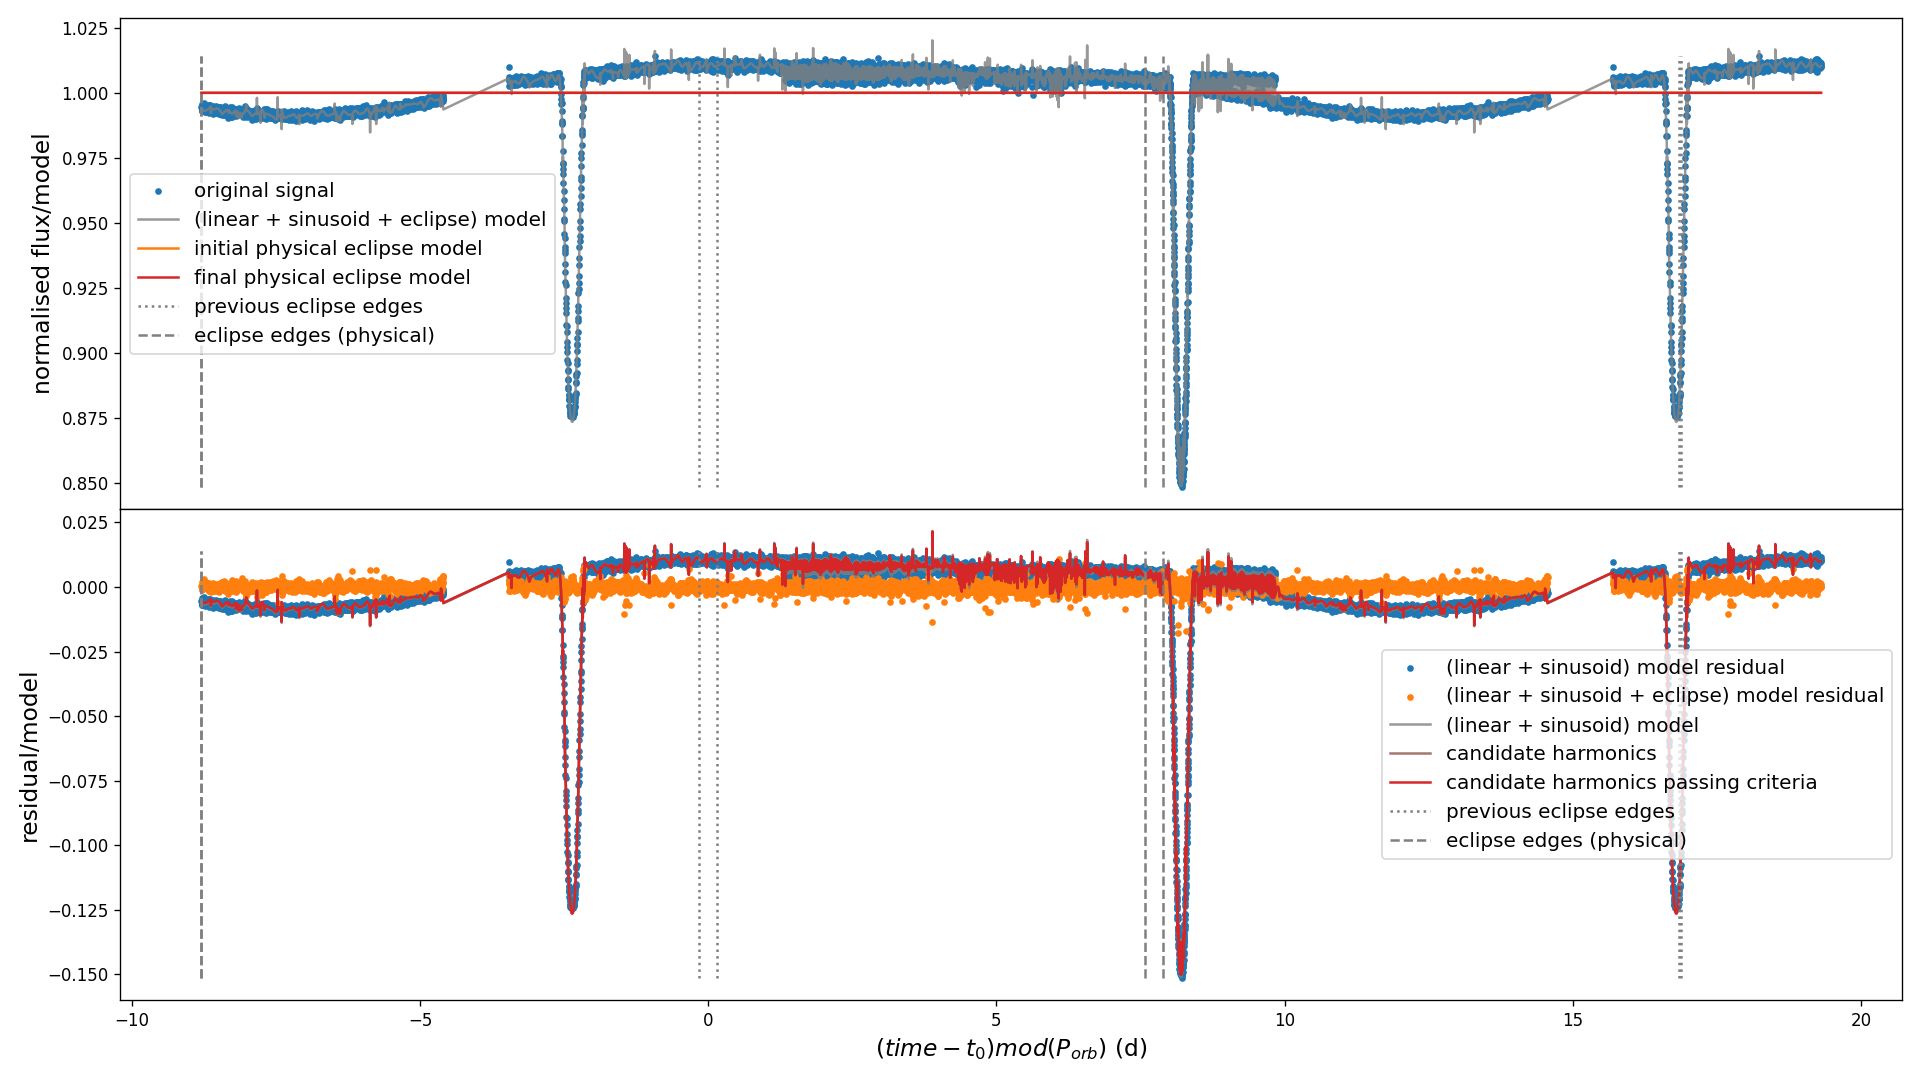 1.025
1.000
0.975
0.950
0.925
0.900
0.875
0.850
normalised flux/model
original signal
(linear + sinusoid + eclipse) model
initial physical eclipse model
final physical eclipse model
previous eclipse edges
eclipse edges (physical)
0.025
0.000
−0.025
−0.050
−0.075
−0.100
−0.125
−0.150
residual/model
(linear + sinusoid) model residual
(linear + sinusoid + eclipse) model residual
(linear + sinusoid) model
candidate harmonics
candidate harmonics passing criteria
previous eclipse edges
eclipse edges (physical)
−10 −5 0 5 10 15 20
(time − t₀)mod(P_orb) (d)